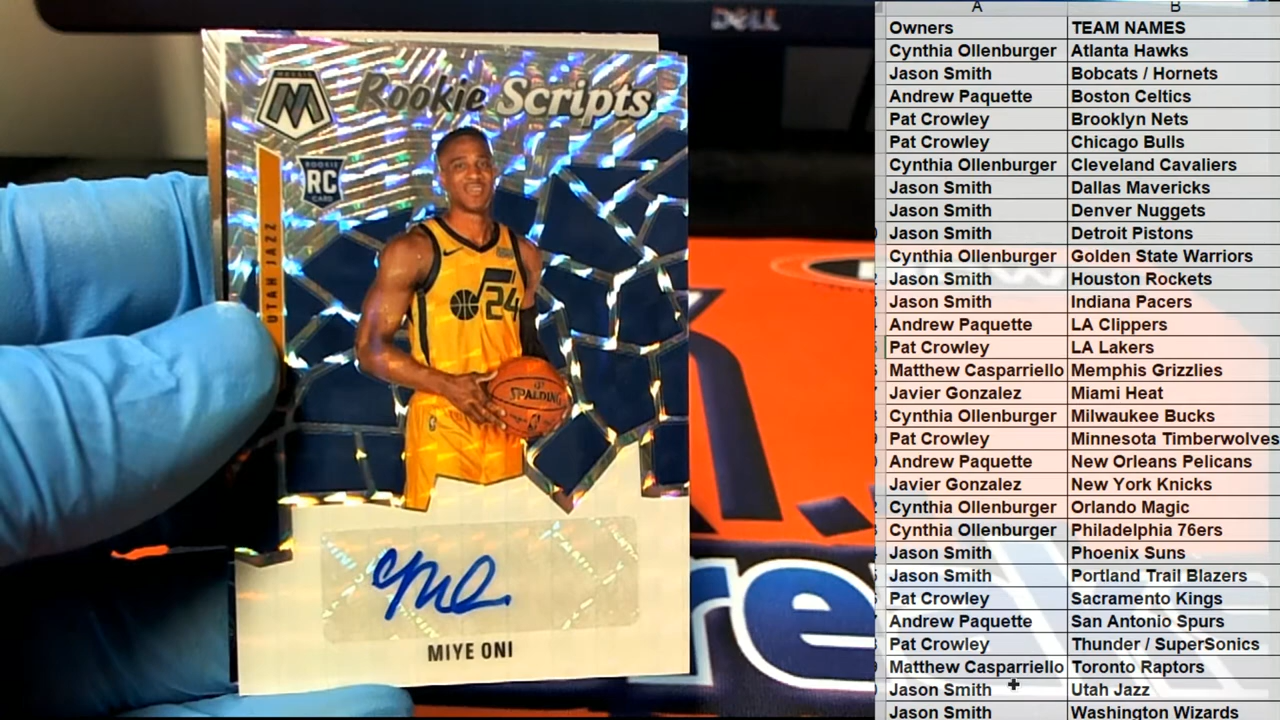 DELL
Rookie Scripts
MOSAIC
ROOKIE
RC
CARD
UTAH JAZZ
24
SPALDING
MIYE ONI
re
A B
Owners TEAM NAMES
Cynthia Ollenburger Atlanta Hawks
Jason Smith Bobcats / Hornets
Andrew Paquette Boston Celtics
Pat Crowley Brooklyn Nets
Pat Crowley Chicago Bulls
Cynthia Ollenburger Cleveland Cavaliers
Jason Smith Dallas Mavericks
Jason Smith Denver Nuggets
Jason Smith Detroit Pistons
Cynthia Ollenburger Golden State Warriors
Jason Smith Houston Rockets
Jason Smith Indiana Pacers
Andrew Paquette LA Clippers
Pat Crowley LA Lakers
Matthew Casparriello Memphis Grizzlies
Javier Gonzalez Miami Heat
Cynthia Ollenburger Milwaukee Bucks
Pat Crowley Minnesota Timberwolves
Andrew Paquette New Orleans Pelicans
Javier Gonzalez New York Knicks
Cynthia Ollenburger Orlando Magic
Cynthia Ollenburger Philadelphia 76ers
Jason Smith Phoenix Suns
Jason Smith Portland Trail Blazers
Pat Crowley Sacramento Kings
Andrew Paquette San Antonio Spurs
Pat Crowley Thunder / SuperSonics
Matthew Casparriello Toronto Raptors
Jason Smith Utah Jazz
Jason Smith Washington Wizards